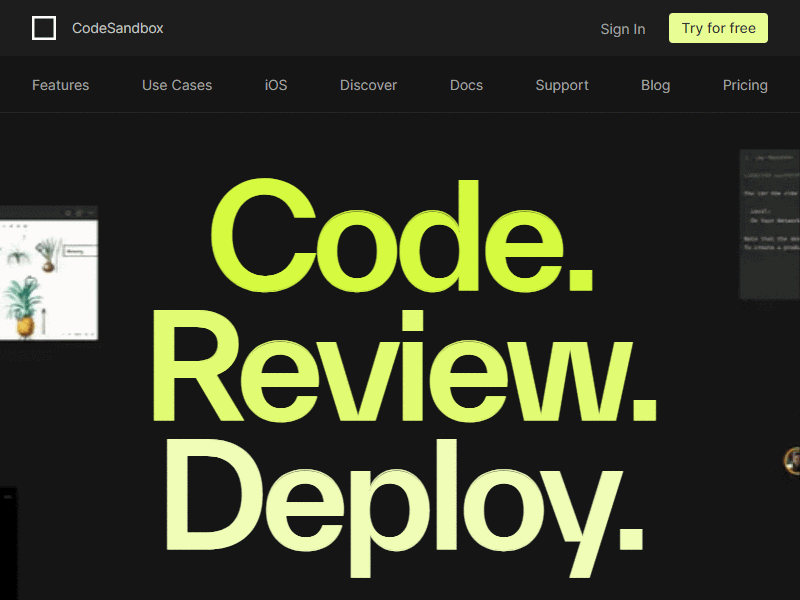 CodeSandbox
Sign In
Try for free
Features
Use Cases
iOS
Discover
Docs
Support
Blog
Pricing
Code.
Review.
Deploy.